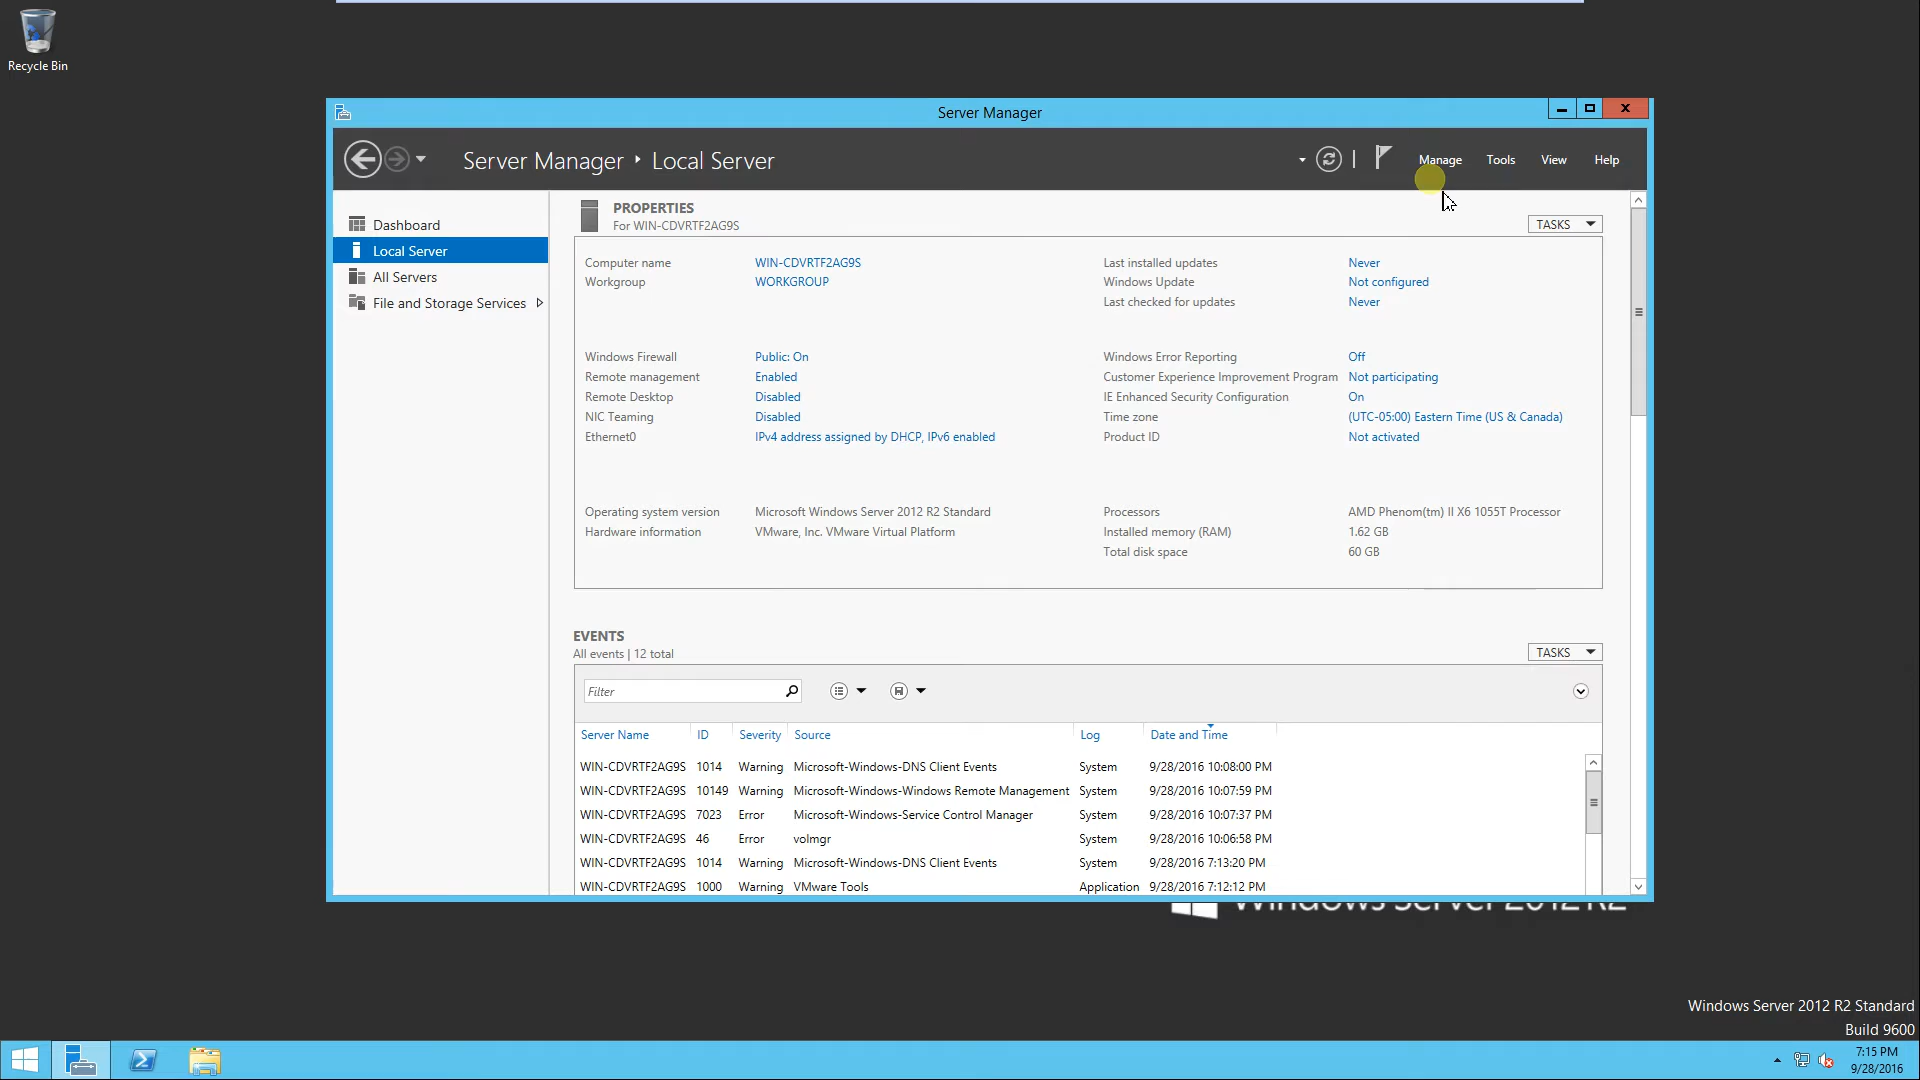 Recycle Bin
Server Manager
Server Manager ‣ Local Server
Manage Tools View Help
Dashboard
Local Server
All Servers
File and Storage Services
PROPERTIES
For WIN-CDVRTF2AG9S
TASKS
Computer name WIN-CDVRTF2AG9S Last installed updates Never
Workgroup WORKGROUP Windows Update Not configured
Last checked for updates Never
Windows Firewall Public: On Windows Error Reporting Off
Remote management Enabled Customer Experience Improvement Program Not participating
Remote Desktop Disabled IE Enhanced Security Configuration On
NIC Teaming Disabled Time zone (UTC-05:00) Eastern Time (US & Canada)
Ethernet0 IPv4 address assigned by DHCP, IPv6 enabled Product ID Not activated
Operating system version Microsoft Windows Server 2012 R2 Standard Processors AMD Phenom(tm) II X6 1055T Processor
Hardware information VMware, Inc. VMware Virtual Platform Installed memory (RAM) 1.62 GB
Total disk space 60 GB
EVENTS
All events | 12 total
TASKS
Filter
Server Name ID Severity Source Log Date and Time
WIN-CDVRTF2AG9S 1014 Warning Microsoft-Windows-DNS Client Events System 9/28/2016 10:08:00 PM
WIN-CDVRTF2AG9S 10149 Warning Microsoft-Windows-Windows Remote Management System 9/28/2016 10:07:59 PM
WIN-CDVRTF2AG9S 7023 Error Microsoft-Windows-Service Control Manager System 9/28/2016 10:07:37 PM
WIN-CDVRTF2AG9S 46 Error volmgr System 9/28/2016 10:06:58 PM
WIN-CDVRTF2AG9S 1014 Warning Microsoft-Windows-DNS Client Events System 9/28/2016 7:13:20 PM
WIN-CDVRTF2AG9S 1000 Warning VMware Tools Application 9/28/2016 7:12:12 PM
Windows Server 2012 R2
Windows Server 2012 R2 Standard
Build 9600
7:15 PM
9/28/2016